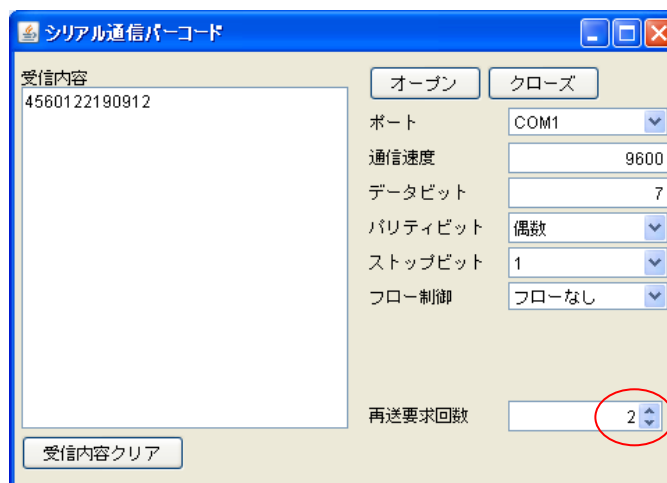 シリアル通信バーコード
受信内容
4560122190912
オープン クローズ
ポート COM1
通信速度 9600
データビット 7
パリティビット 偶数
ストップビット 1
フロー制御 フローなし
再送要求回数 2
受信内容クリア